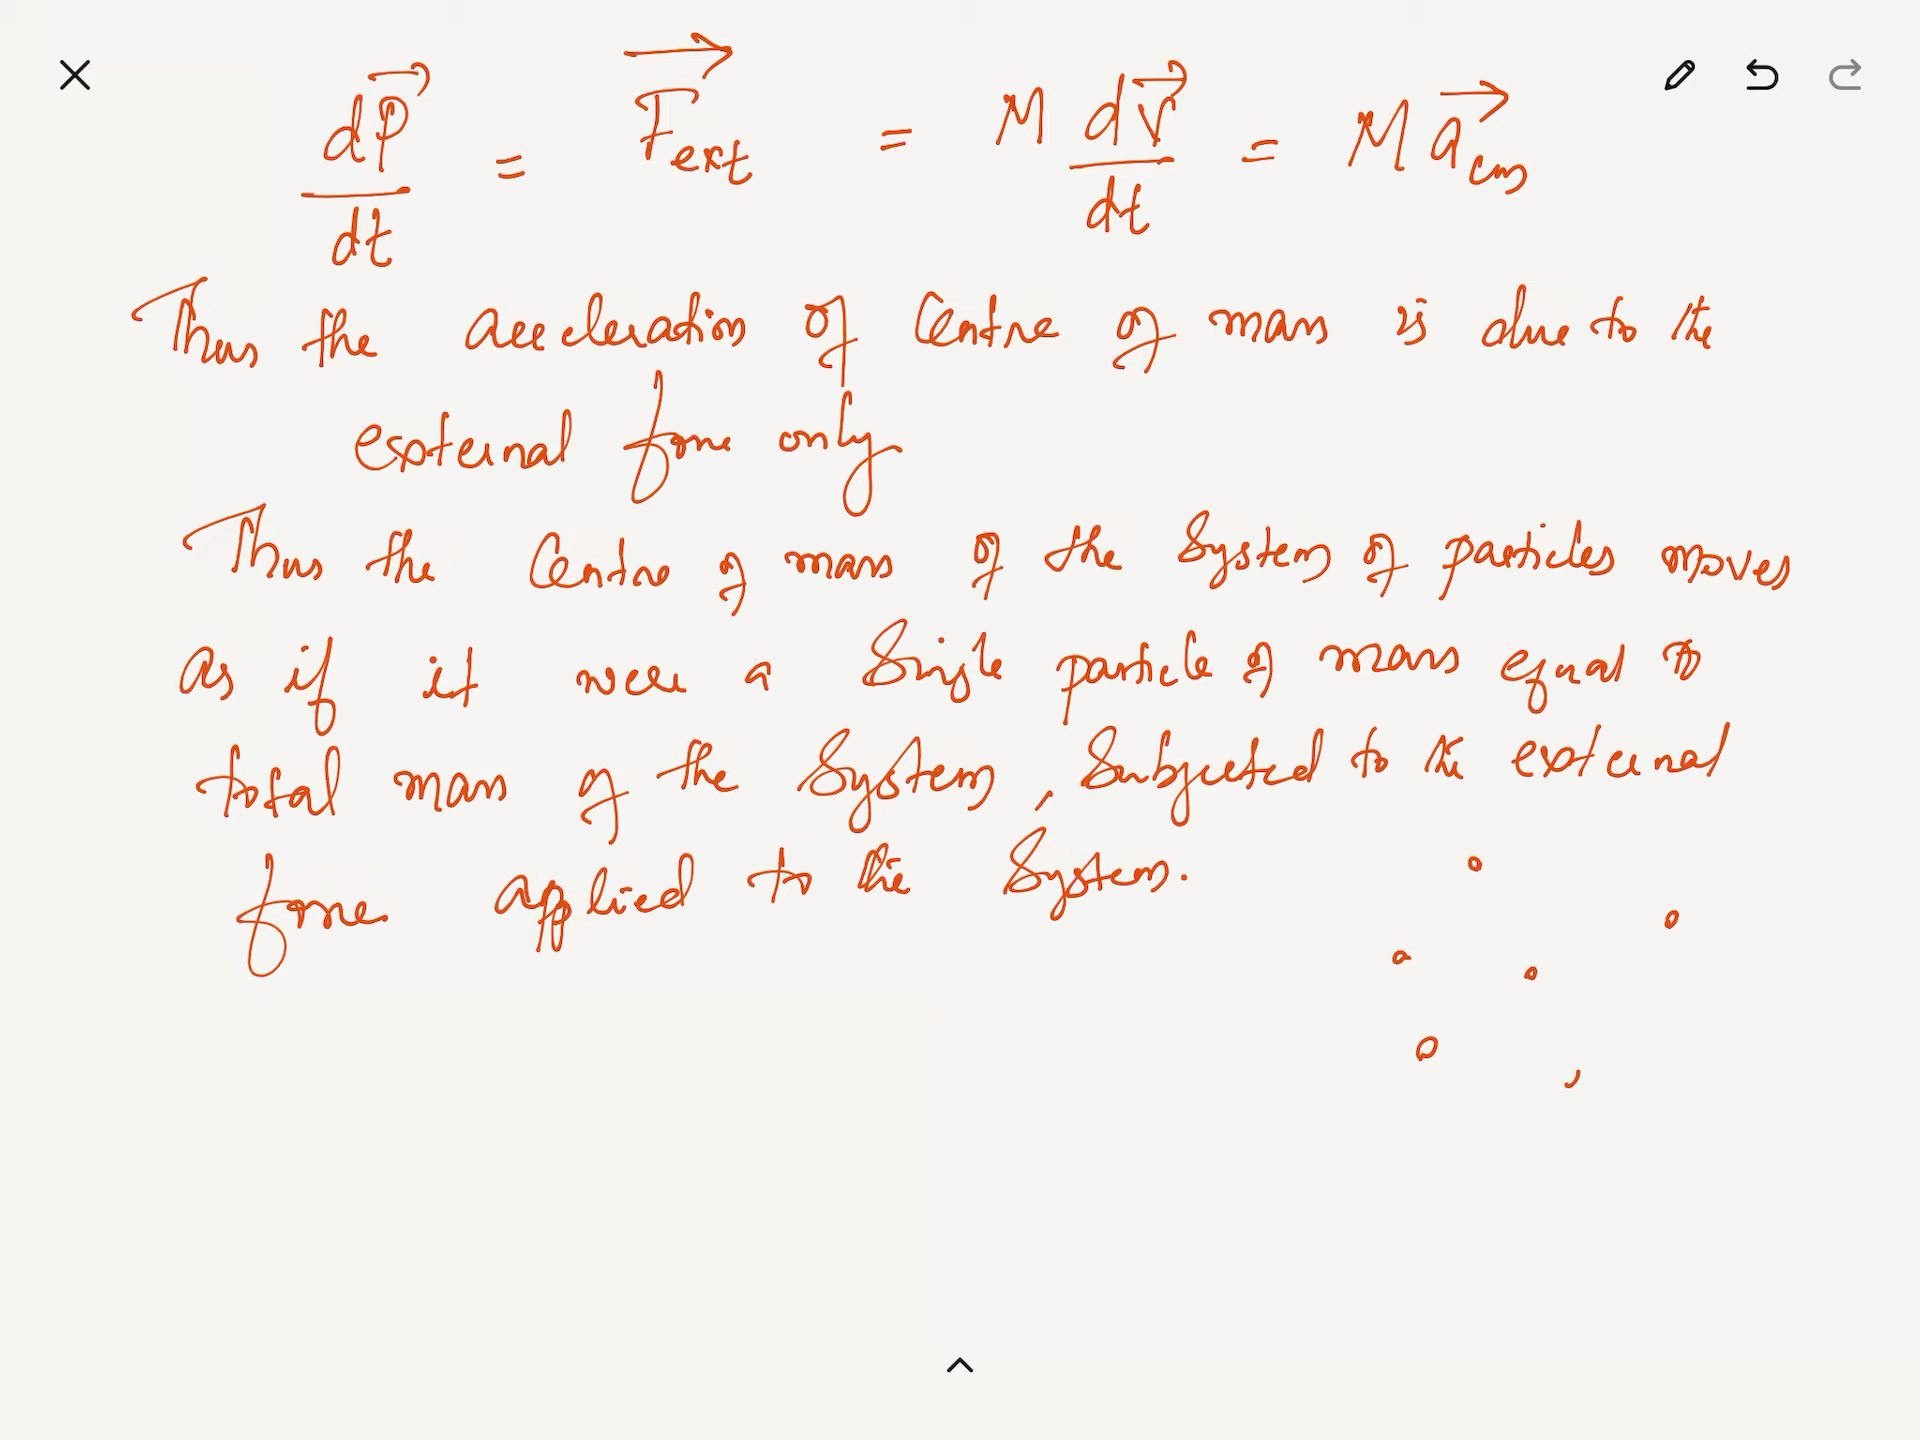 dP⃗/dt = F⃗ext = M dv⃗/dt = M a⃗cm
Thus the acceleration of Centre of mass is due to the
external force only
Thus the Centre of mass of the System of particles moves
as if it were a Single particle of mass equal to
total mass of the System, Subjected to the external
force applied to the System.